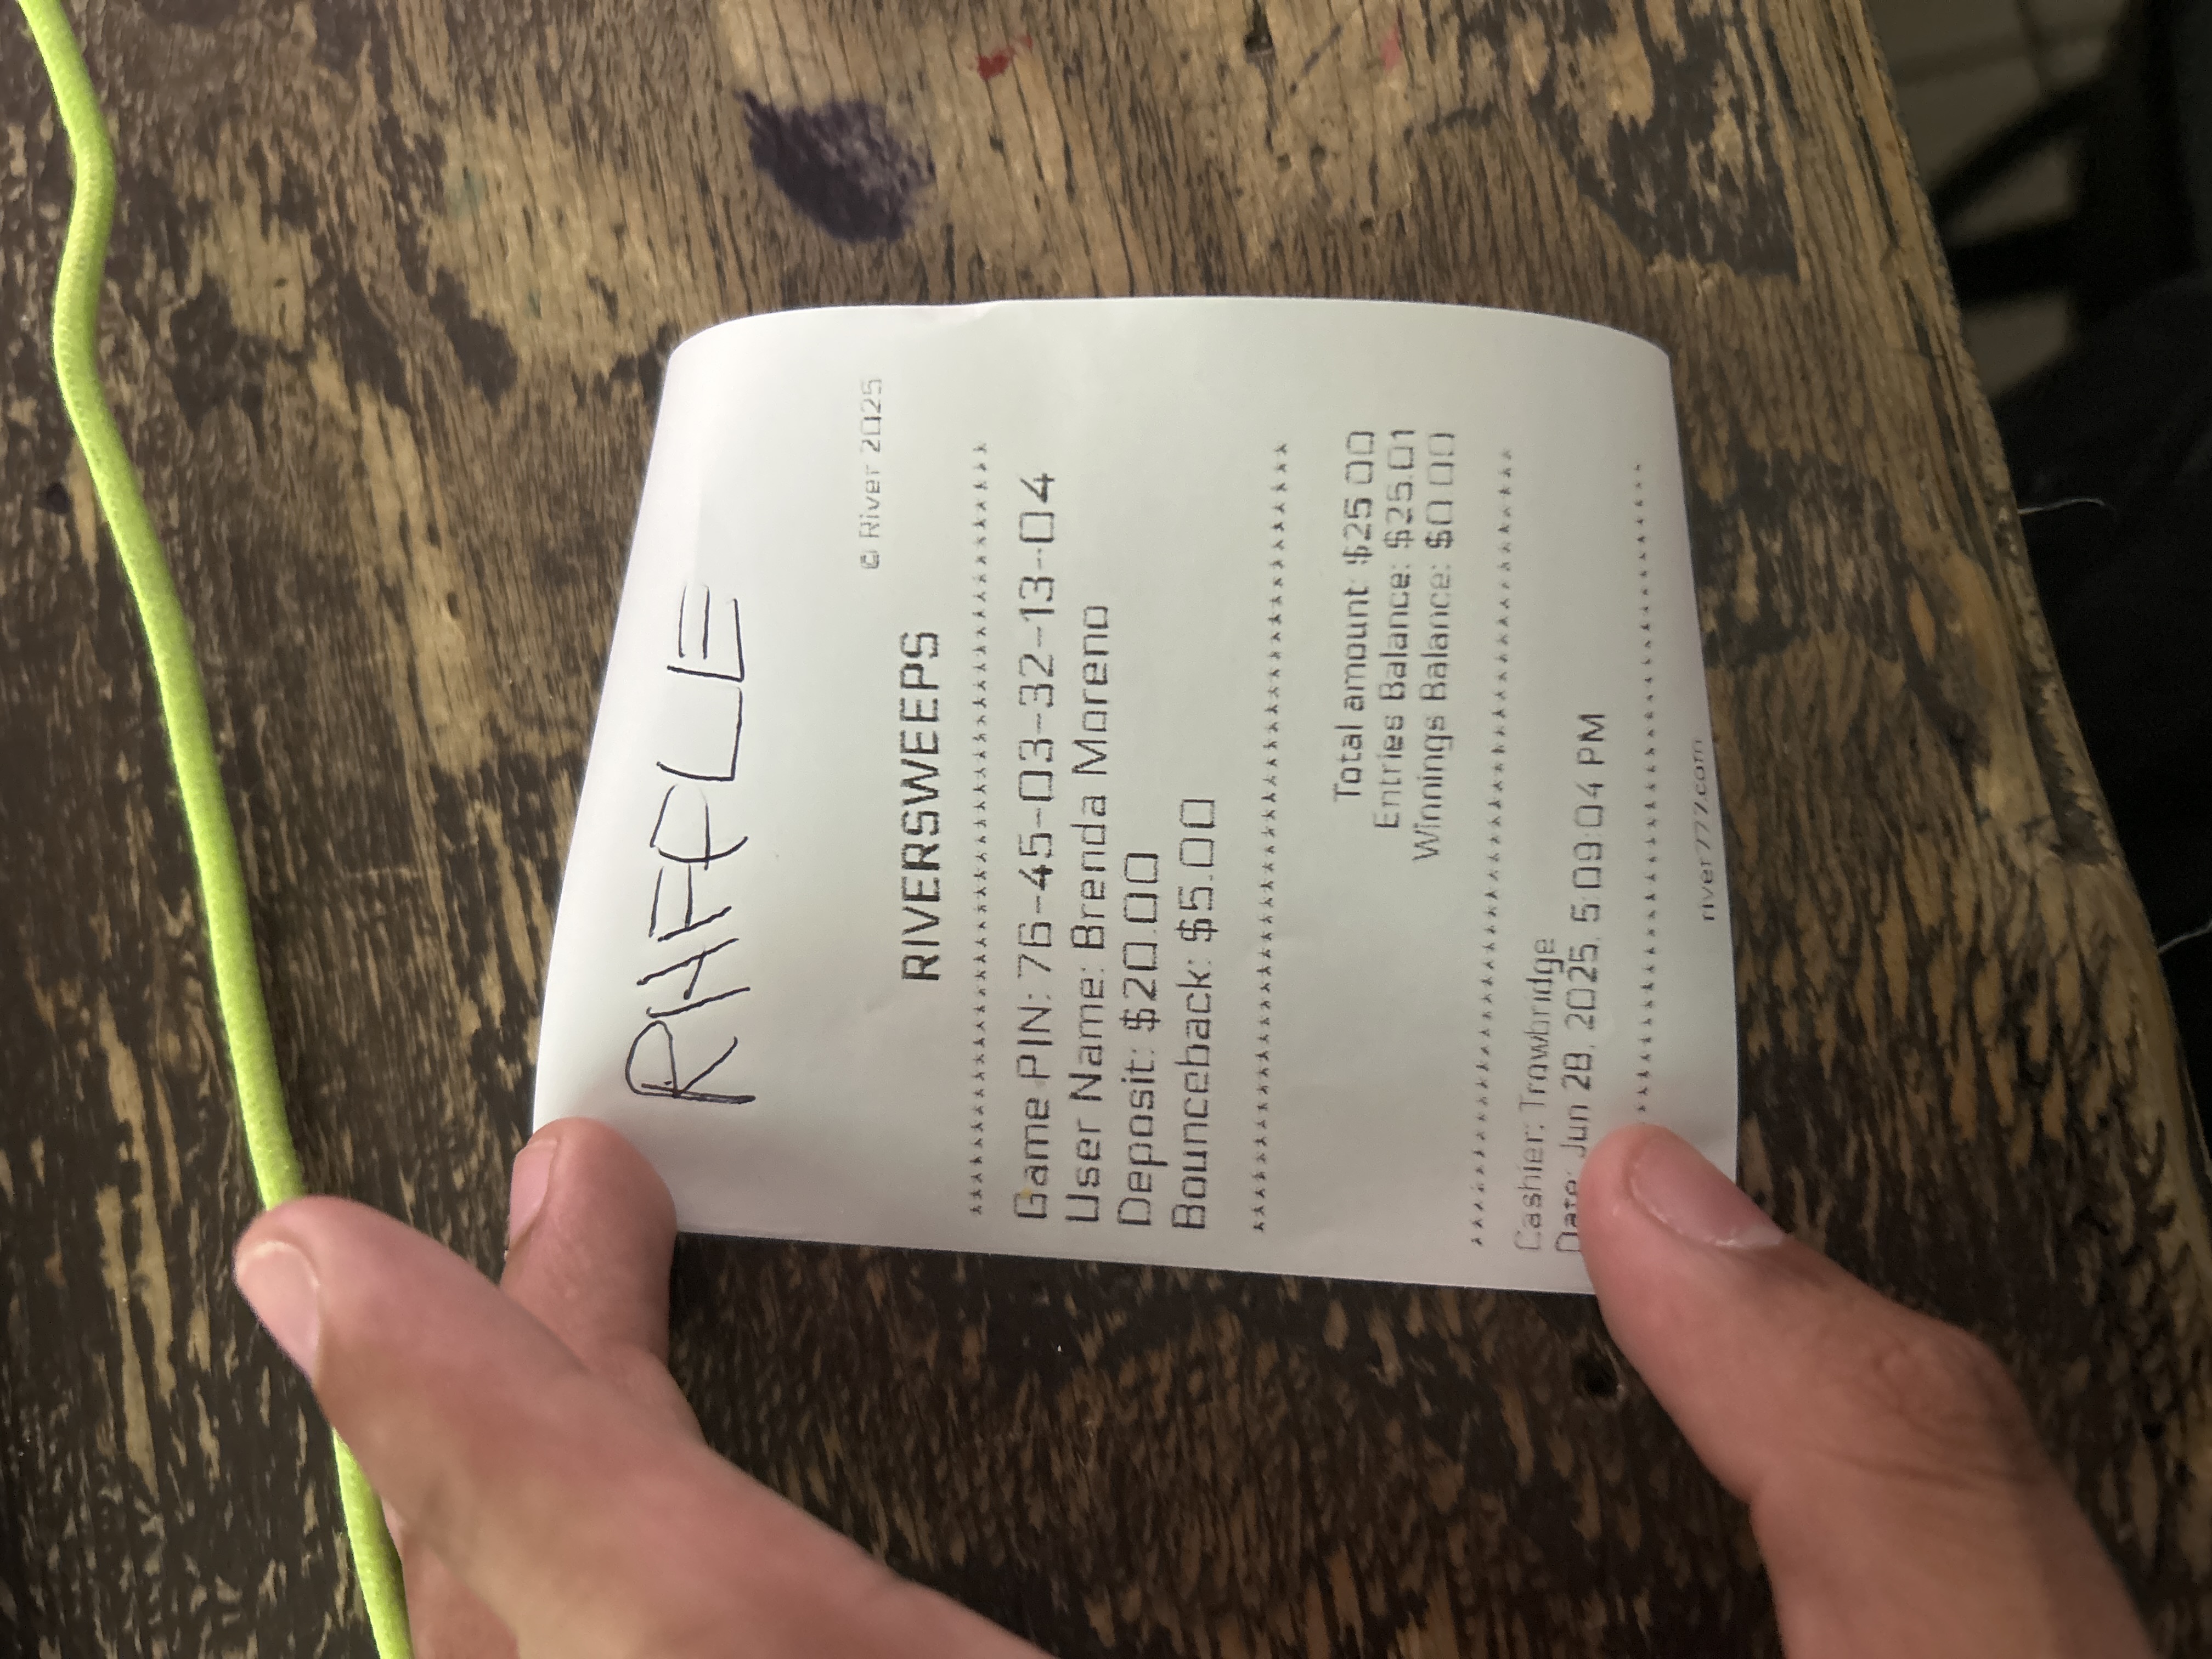 RAFFLE
© River 2025
RIVERSWEEPS
Game PIN: 76-45-03-32-13-04
User Name: Brenda Moreno
Deposit: $20.00
Bounceback: $5.00
Total amount: $25.00
Entries Balance: $25.01
Winnings Balance: $0.00
Cashier: Trowbridge
Date: Jun 28, 2025, 5:09:04 PM
river777.com